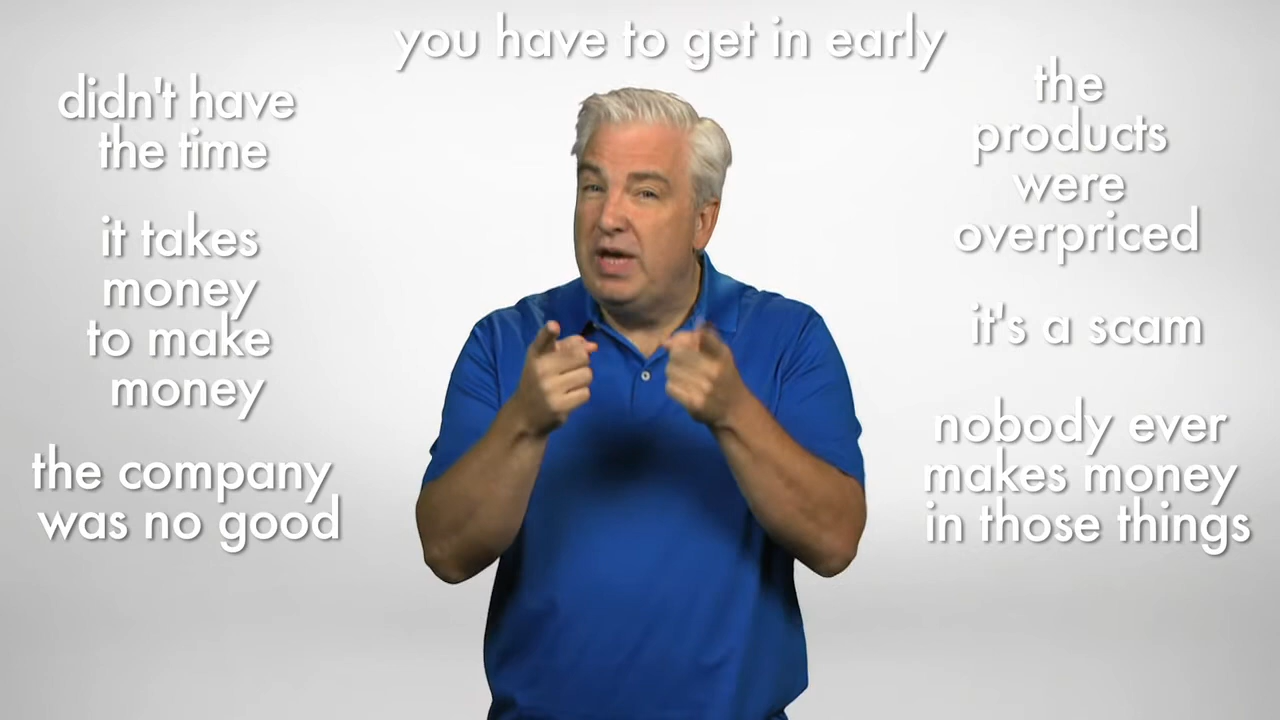 you have to get in early
didn't have
the time
it takes
money
to make
money
the company
was no good
the
products
were
overpriced
it's a scam
nobody ever
makes money
in those things